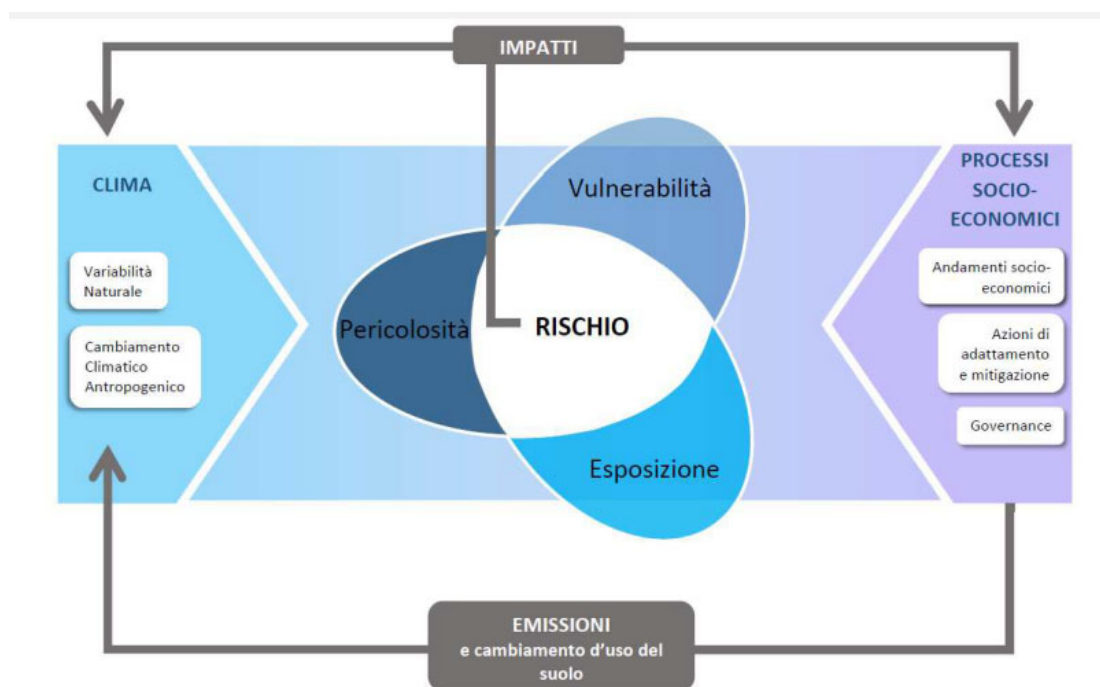 IMPATTI
CLIMA
Variabilità
Naturale
Cambiamento
Climatico
Antropogenico
Vulnerabilità
Pericolosità
RISCHIO
Esposizione
PROCESSI
SOCIO-
ECONOMICI
Andamenti socio-
economici
Azioni di
adattamento
e mitigazione
Governance
EMISSIONI
e cambiamento d’uso del
suolo